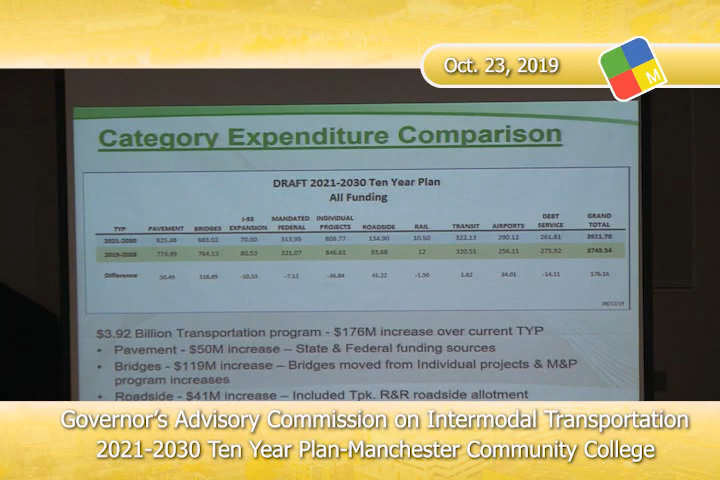 Oct. 23, 2019
M
Category Expenditure Comparison
DRAFT 2021-2030 Ten Year Plan
All Funding
I-93 MANDATED INDIVIDUAL DEBT GRAND
TYP PAVEMENT BRIDGES EXPANSION FEDERAL PROJECTS ROADSIDE RAIL TRANSIT AIRPORTS SERVICE TOTAL
2021-2030 825.48 883.02 70.00 313.95 809.77 134.90 10.50 322.13 290.12 261.81 3921.70
2019-2028 774.99 764.13 80.53 321.07 846.61 93.68 12 320.51 256.11 275.92 3745.54
Difference 50.49 118.89 -10.53 -7.12 -36.84 41.22 -1.50 1.62 34.01 -14.11 176.16
$3.92 Billion Transportation program - $176M increase over current TYP
• Pavement - $50M increase – State & Federal funding sources
• Bridges - $119M increase – Bridges moved from Individual projects & M&P
program increases
• Roadside - $41M increase – Included Tpk. R&R roadside allotment
Governor's Advisory Commission on Intermodal Transportation
2021-2030 Ten Year Plan-Manchester Community College